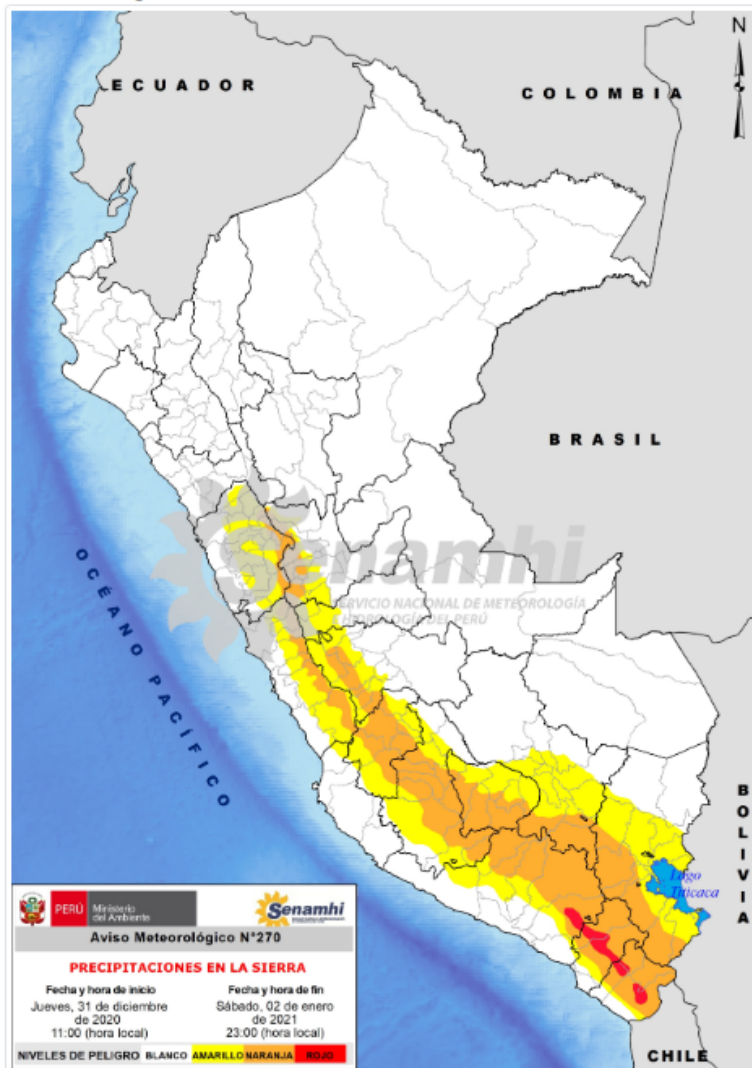 N
ECUADOR
COLOMBIA
BRASIL
Senamhi
SERVICIO NACIONAL DE METEOROLOGÍA
E HIDROLOGÍA DEL PERÚ
OCÉANO PACÍFICO
BOLIVIA
Lago
Titicaca
CHILE
PERÚ
Ministerio
del Ambiente
Senamhi
Aviso Meteorológico N°270
PRECIPITACIONES EN LA SIERRA
Fecha y hora de inicio
Jueves, 31 de diciembre
de 2020
11:00 (hora local)
Fecha y hora de fin
Sábado, 02 de enero
de 2021
23:00 (hora local)
NIVELES DE PELIGRO BLANCO AMARILLO NARANJA ROJO